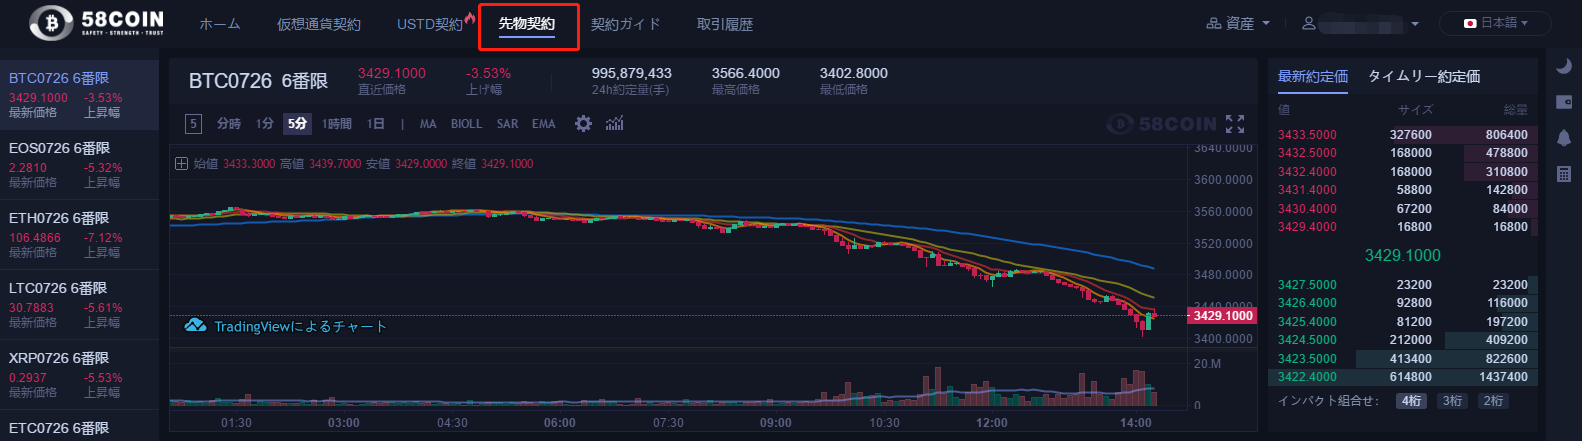 58COIN
SAFETY · STRENGTH · TRUST
ホーム 仮想通貨契約 USTD契約 先物契約 契約ガイド 取引履歴 資産 日本語
BTC0726 6番限
3429.1000 -3.53%
最新価格 上昇幅
EOS0726 6番限
2.2810 -5.32%
最新価格 上昇幅
ETH0726 6番限
106.4866 -7.12%
最新価格 上昇幅
LTC0726 6番限
30.7883 -5.61%
最新価格 上昇幅
XRP0726 6番限
0.2937 -5.53%
最新価格 上昇幅
ETC0726 6番限
BTC0726 6番限
3429.1000 -3.53% 995,879,433 3566.4000 3402.8000
直近価格 上げ幅 24h約定量(手) 最高価格 最低価格
5 分時 1分 5分 1時間 1日 | MA BIOLL SAR EMA
58COIN
始値 3433.3000 高値 3439.7000 安値 3429.0000 終値 3429.1000
3640.0000
3600.0000
3560.0000
3520.0000
3480.0000
3440.0000
3429.1000
3400.0000
TradingViewによるチャート
20.M
0
01:30 03:00 04:30 06:00 07:30 09:00 10:30 12:00 14:00
最新約定価 タイムリー約定価
値 サイズ 総量
3433.5000 327600 806400
3432.5000 168000 478800
3432.4000 168000 310800
3431.4000 58800 142800
3430.4000 67200 84000
3429.4000 16800 16800
3429.1000
3427.5000 23200 23200
3426.4000 92800 116000
3425.4000 81200 197200
3424.5000 212000 409200
3423.5000 413400 822600
3422.4000 614800 1437400
インパクト組合せ: 4桁 3桁 2桁